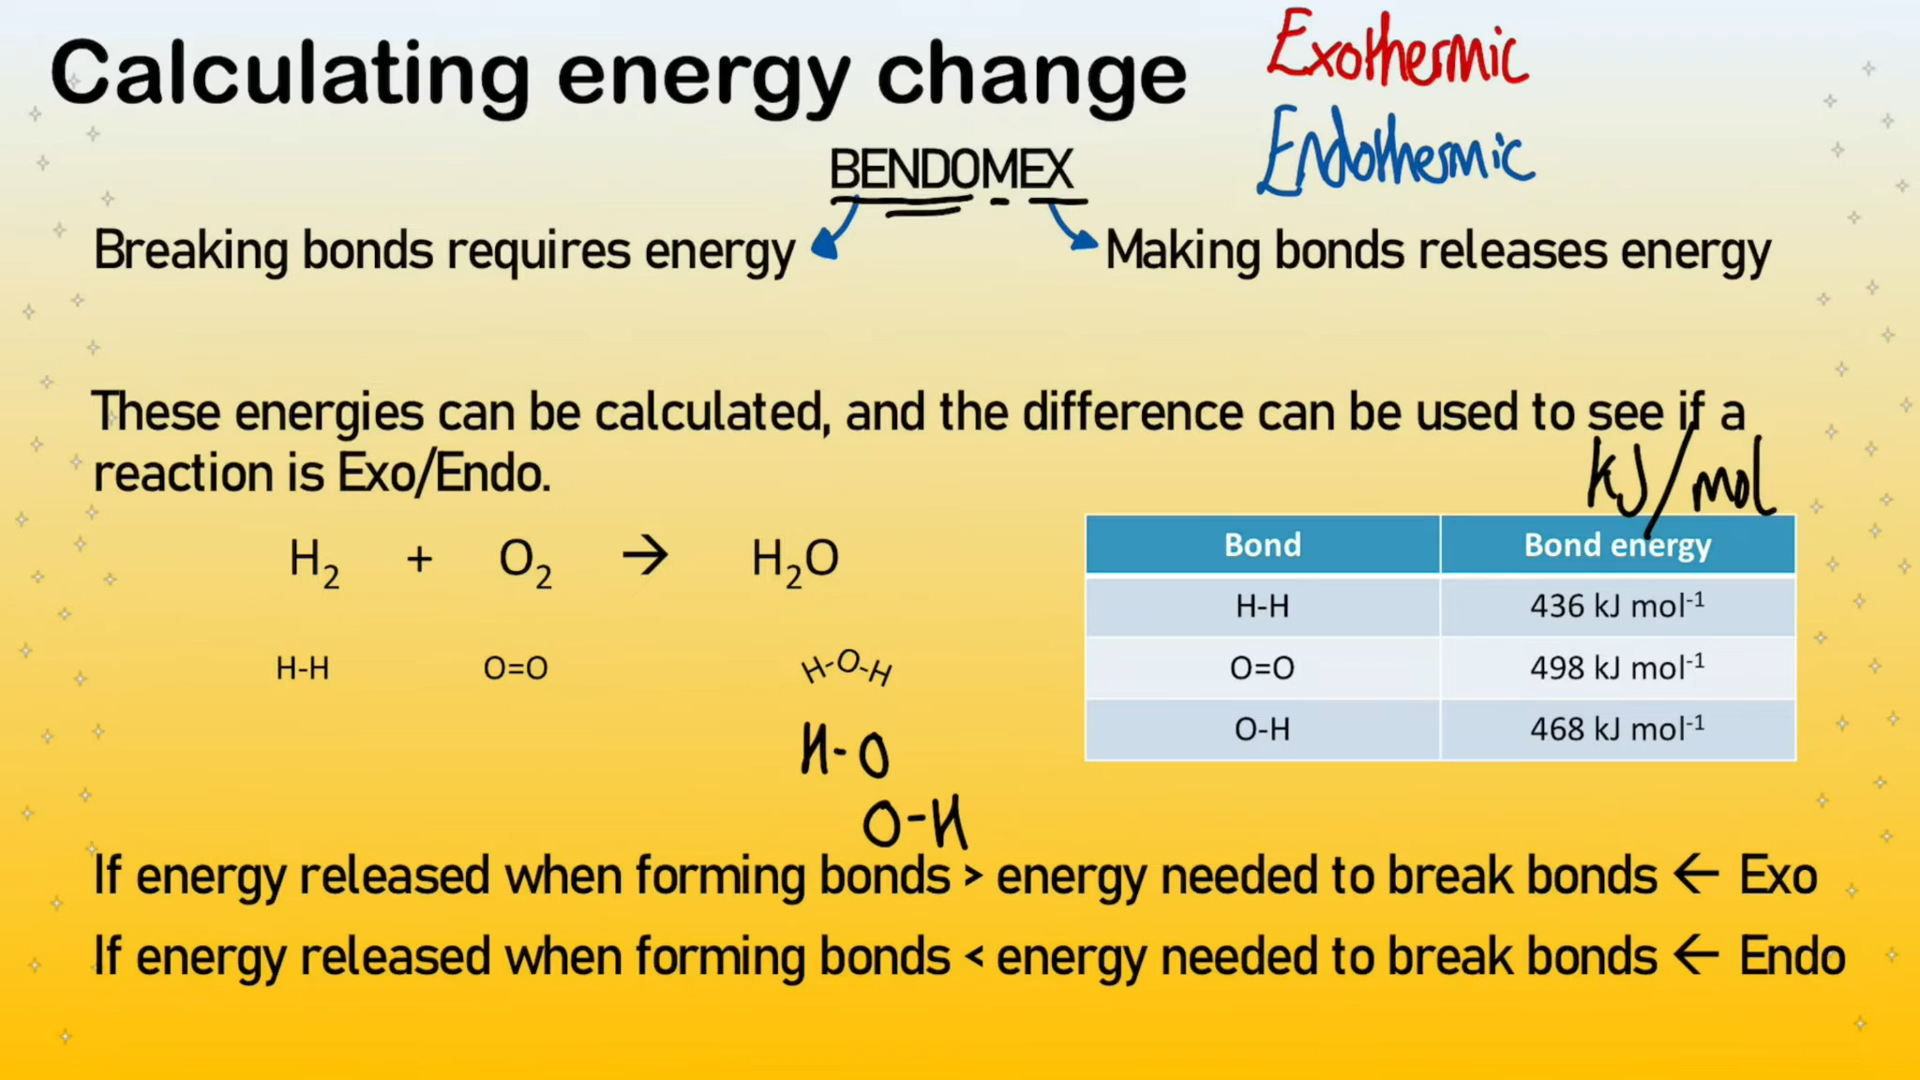 Calculating energy change
Exothermic
Endothermic
BENDOMEX
Breaking bonds requires energy
Making bonds releases energy
These energies can be calculated, and the difference can be used to see if a
reaction is Exo/Endo.
kJ/mol
H₂ + O₂ → H₂O
H-H O=O H-O-H
H-O
O-H
Bond Bond energy
H-H 436 kJ mol⁻¹
O=O 498 kJ mol⁻¹
O-H 468 kJ mol⁻¹
If energy released when forming bonds > energy needed to break bonds ← Exo
If energy released when forming bonds < energy needed to break bonds ← Endo